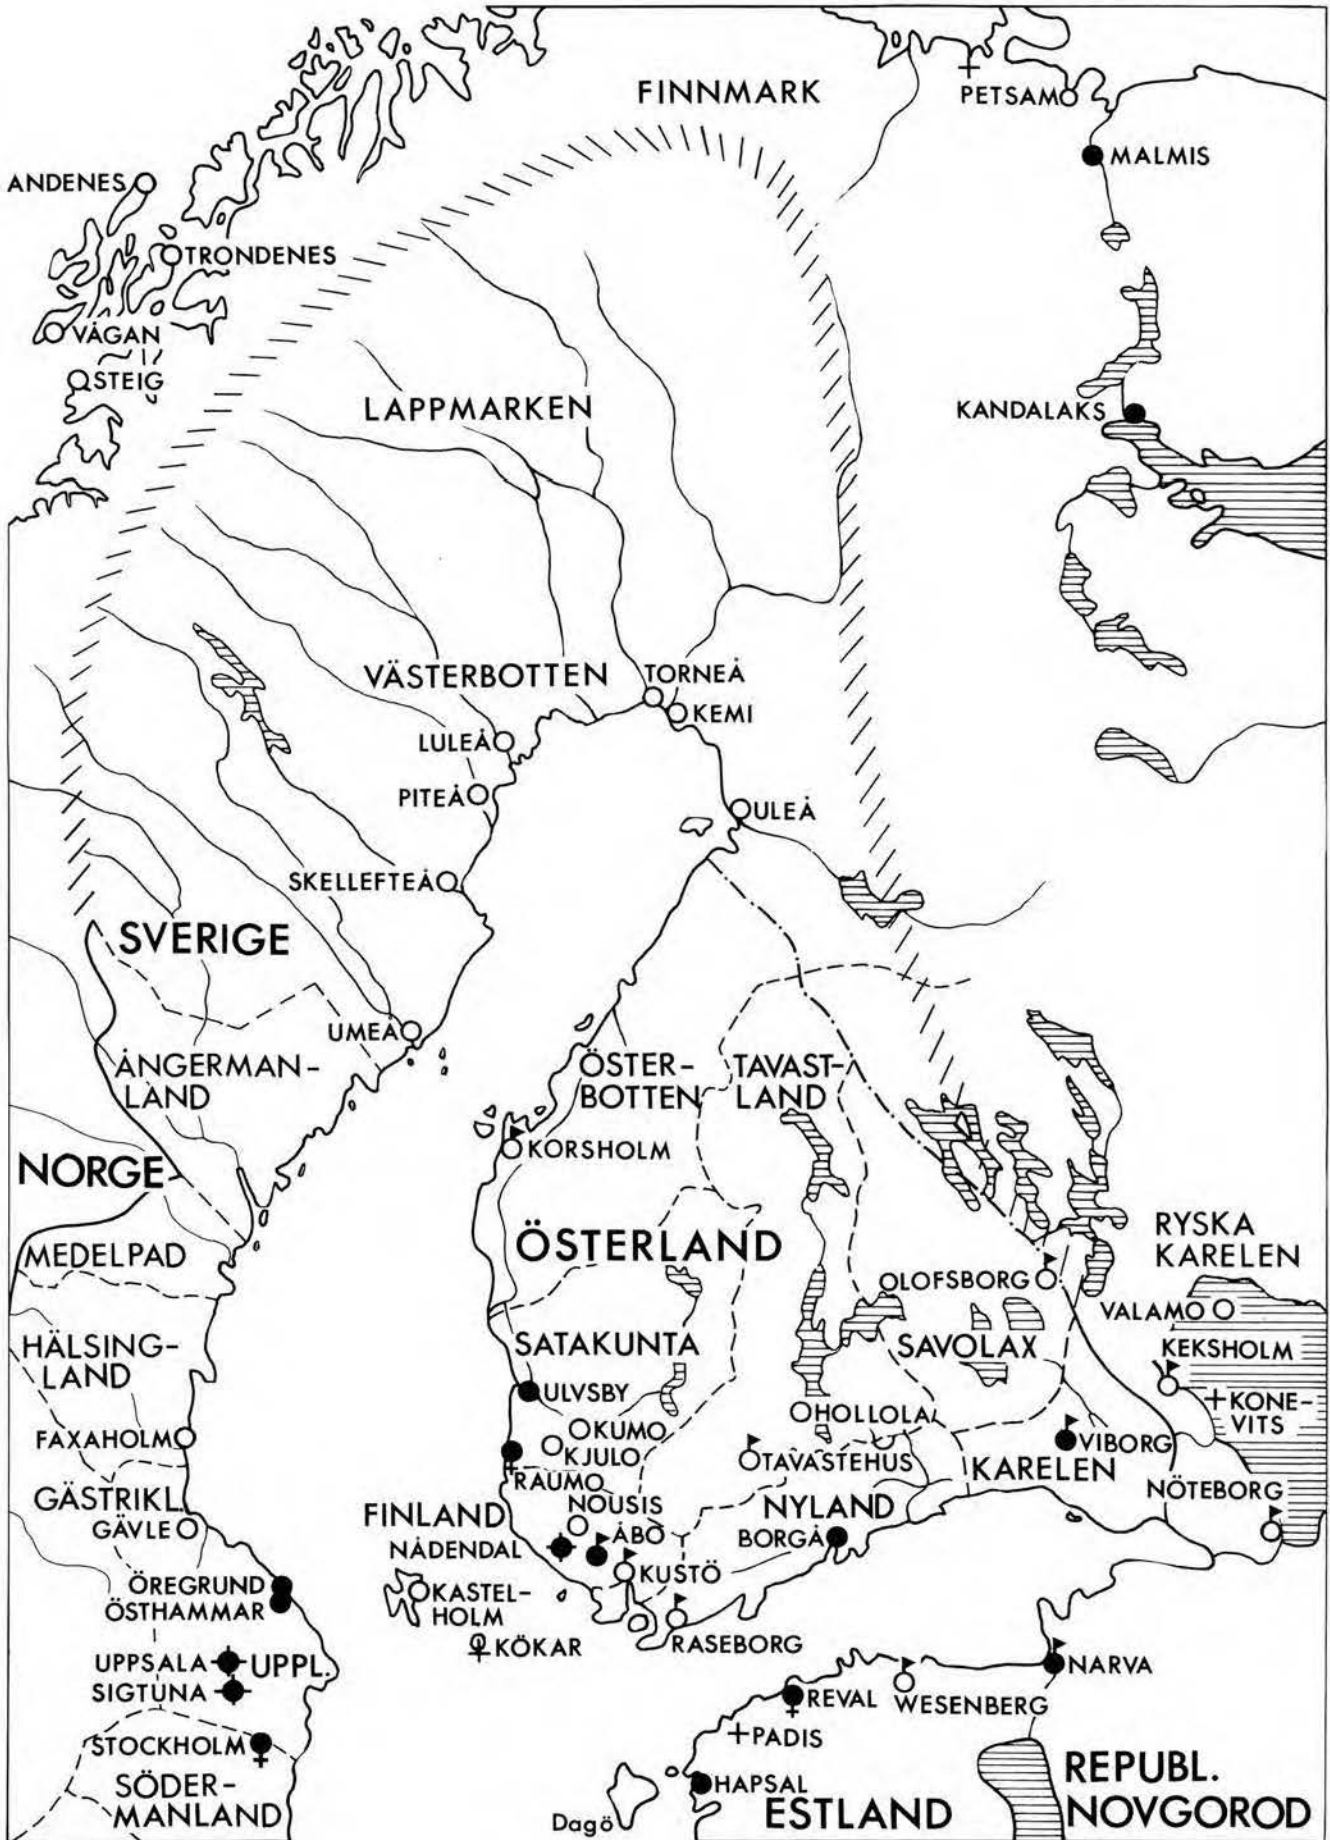 FINNMARK
PETSAMO
MALMIS
ANDENES
TRONDENES
VÅGAN
STEIG
LAPPMARKEN
KANDALAKS
VÄSTERBOTTEN
TORNEÅ
KEMI
LULEÅ
PITEÅ
ULEÅ
SKELLEFTEÅ
SVERIGE
UMEÅ
ÅNGERMAN-
LAND
ÖSTER-
BOTTEN
TAVAST-
LAND
KORSHOLM
NORGE
ÖSTERLAND
RYSKA
KARELEN
MEDELPAD
OLOFSBORG
VALAMO
HÄLSING-
LAND
SATAKUNTA
SAVOLAX
KEKSHOLM
ULVSBY
KONE-
VITS
FAXAHOLM
KUMO
KJULO
HOLLOLA
VIBORG
RAUMO
TAVASTEHUS
KARELEN
GÄSTRIKL.
GÄVLE
FINLAND
NOUSIS
NYLAND
NÖTEBORG
NÅDENDAL
ÅBO
BORGÅ
KUSTÖ
ÖREGRUND
ÖSTHAMMAR
KASTEL-
HOLM
KÖKAR
RASEBORG
UPPSALA
UPPL.
SIGTUNA
NARVA
REVAL
WESENBERG
STOCKHOLM
PADIS
SÖDER-
MANLAND
HAPSAL
Dagö
ESTLAND
REPUBL.
NOVGOROD